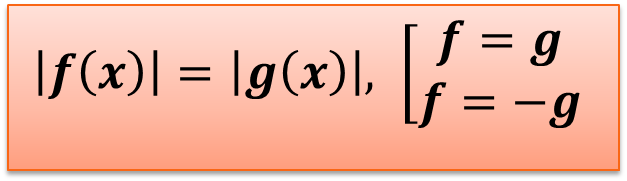 |f(x)| = |g(x)|, [ f = g
f = −g